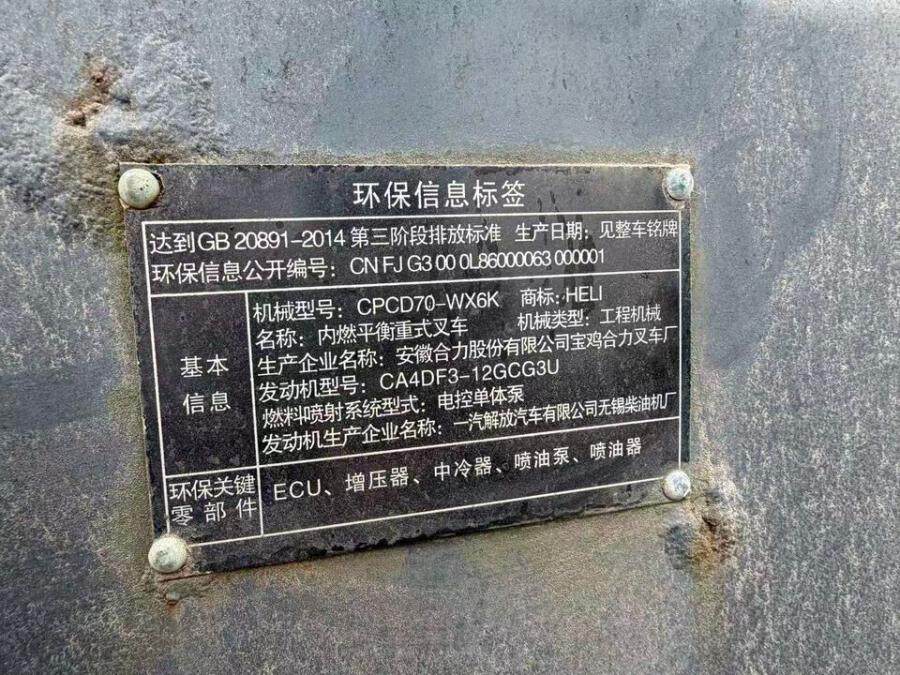 环保信息标签
达到GB 20891-2014 第三阶段排放标准 生产日期：见整车铭牌
环保信息公开编号： CN FJ G3 00 0L86000063 000001
基本
信息
机械型号：CPCD70-WX6K 商标：HELI
名称：内燃平衡重式叉车 机械类型：工程机械
生产企业名称：安徽合力股份有限公司宝鸡合力叉车厂
发动机型号：CA4DF3-12GCG3U
燃料喷射系统型式：电控单体泵
发动机生产企业名称：一汽解放汽车有限公司无锡柴油机厂
环保关键
零部件
ECU、增压器、中冷器、喷油泵、喷油器